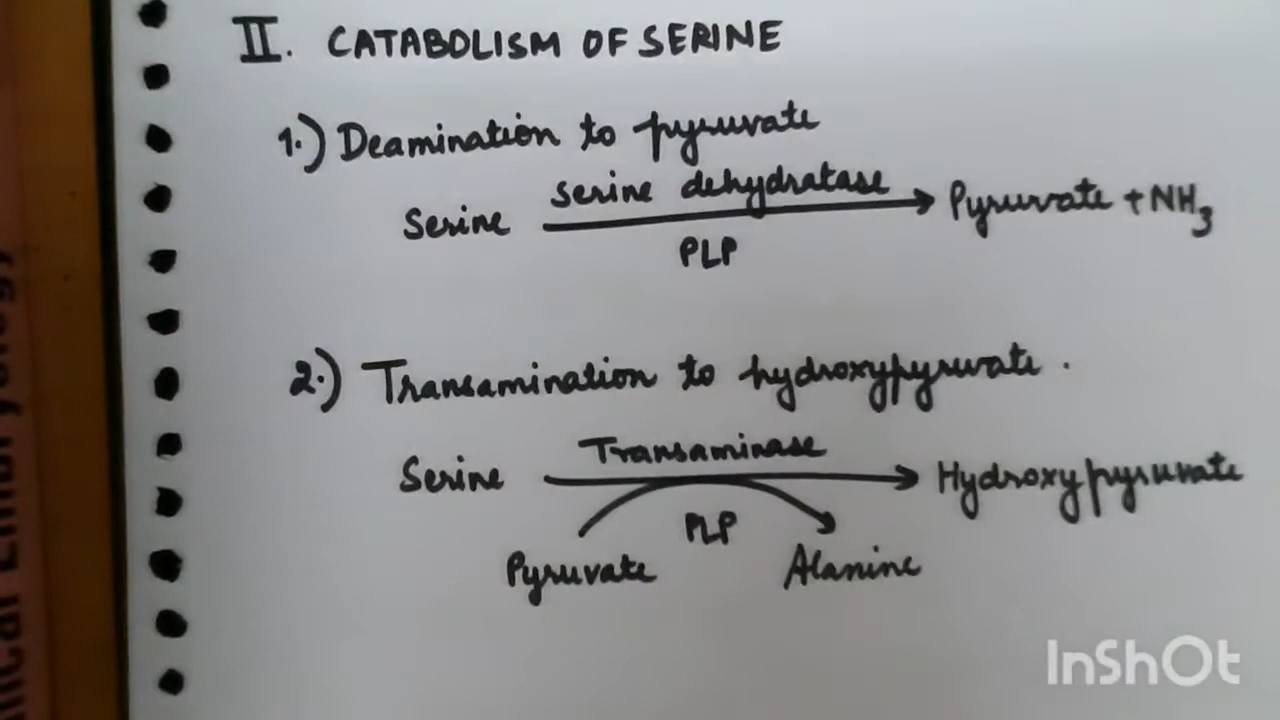 II. CATABOLISM OF SERINE
1.) Deamination to pyruvate
serine dehydratase
Serine → Pyruvate + NH3
PLP
2.) Transamination to hydroxypyruvate.
Transaminase
Serine → Hydroxypyruvate
PLP
Pyruvate Alanine
InShOt